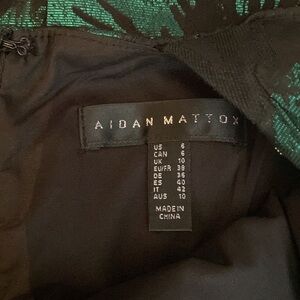 AIDAN MATTOX
US 6
CAN 6
UK 10
EU/FR 38
DE 36
ES 40
IT 42
AUS 10
MADE IN
CHINA